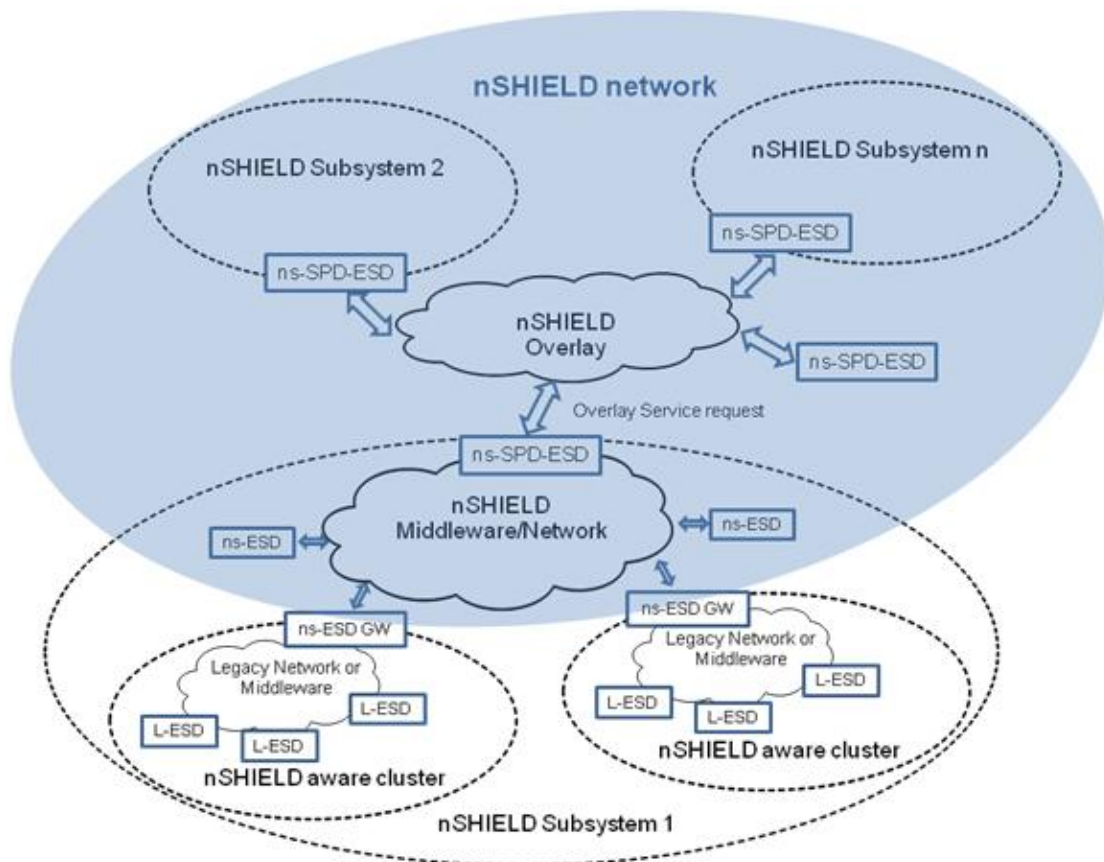 nSHIELD network
nSHIELD Subsystem 2
nSHIELD Subsystem n
ns-SPD-ESD
ns-SPD-ESD
nSHIELD
Overlay
ns-SPD-ESD
Overlay Service request
ns-SPD-ESD
nSHIELD
Middleware/Network
ns-ESD
ns-ESD
ns-ESD GW
Legacy Network or
Middleware
L-ESD
L-ESD
L-ESD
nSHIELD aware cluster
ns-ESD GW
Legacy Network or
Middleware
L-ESD
L-ESD
L-ESD
nSHIELD aware cluster
nSHIELD Subsystem 1